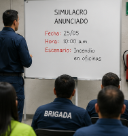 SIMULACRO
ANUNCIADO
Fecha: 25/05
Hora: 10:00 a.m
Escenario: Incendio
en oficinas
BRIGADA